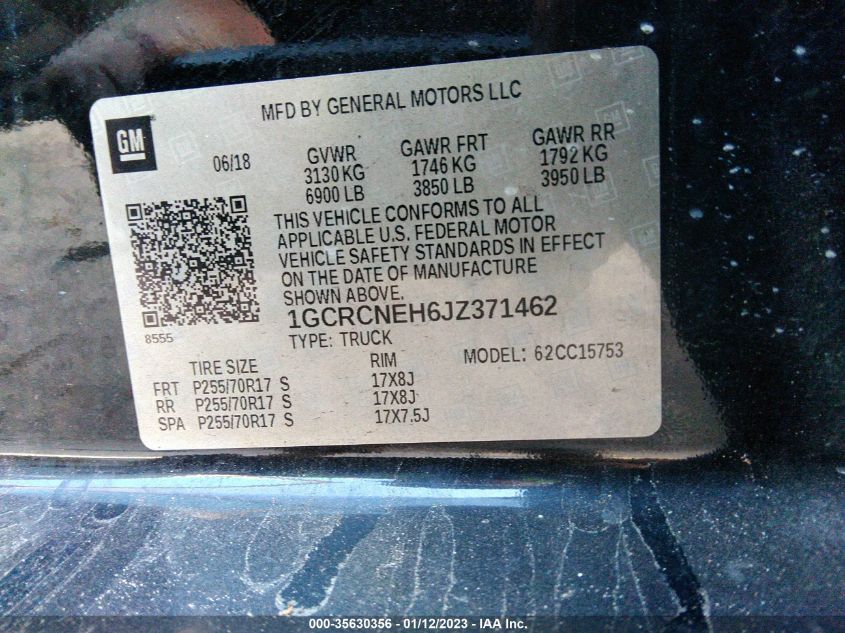 MFD BY GENERAL MOTORS LLC
GM
06/18
GVWR
3130 KG
6900 LB
GAWR FRT
1746 KG
3850 LB
GAWR RR
1792 KG
3950 LB
THIS VEHICLE CONFORMS TO ALL
APPLICABLE U.S. FEDERAL MOTOR
VEHICLE SAFETY STANDARDS IN EFFECT
ON THE DATE OF MANUFACTURE
SHOWN ABOVE.
1GCRCNEH6JZ371462
8555
TYPE: TRUCK
MODEL: 62CC15753
TIRE SIZE RIM
FRT P255/70R17 S 17X8J
RR P255/70R17 S 17X8J
SPA P255/70R17 S 17X7.5J
000-35630356 - 01/12/2023 - IAA Inc.